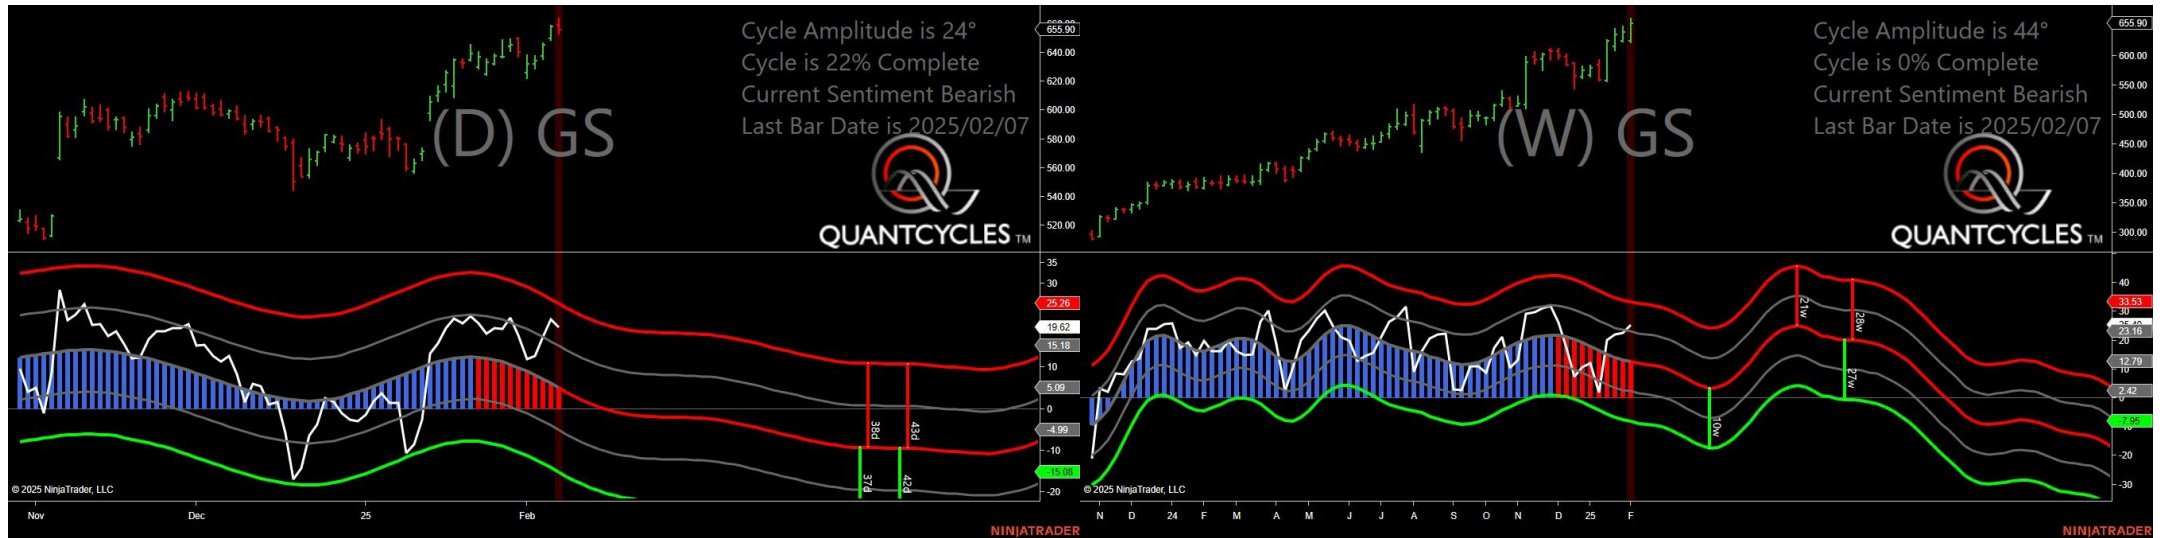 Cycle Amplitude is 24°
Cycle is 22% Complete
Current Sentiment Bearish
Last Bar Date is 2025/02/07
(D) GS
QUANTCYCLES TM
655.90
640.00
620.00
600.00
580.00
560.00
540.00
520.00
35
30
25.26
19.62
15.18
10
5.09
0
-4.99
-10
-15.08
-20
38d
43d
37d
42d
© 2025 NinjaTrader, LLC
Nov
Dec
25
Feb
NINJATRADER
Cycle Amplitude is 44°
Cycle is 0% Complete
Current Sentiment Bearish
Last Bar Date is 2025/02/07
(W) GS
QUANTCYCLES TM
655.90
600.00
550.00
500.00
450.00
400.00
350.00
300.00
40
33.53
30
23.16
20
12.79
10
2.42
0
-7.95
-20
-30
21w
28w
27w
10w
© 2025 NinjaTrader, LLC
N
D
24
F
M
A
M
J
J
A
S
O
N
D
25
F
NINJATRADER